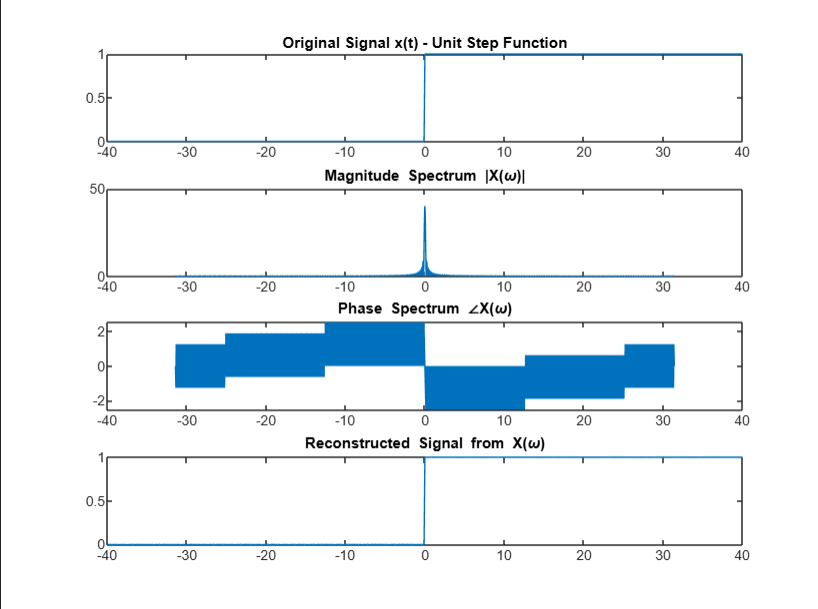 Original Signal x(t) - Unit Step Function
1
0.5
0
-40 -30 -20 -10 0 10 20 30 40
Magnitude Spectrum |X(ω)|
50
0
-40 -30 -20 -10 0 10 20 30 40
Phase Spectrum ∠X(ω)
2
0
-2
-40 -30 -20 -10 0 10 20 30 40
Reconstructed Signal from X(ω)
1
0.5
0
-40 -30 -20 -10 0 10 20 30 40